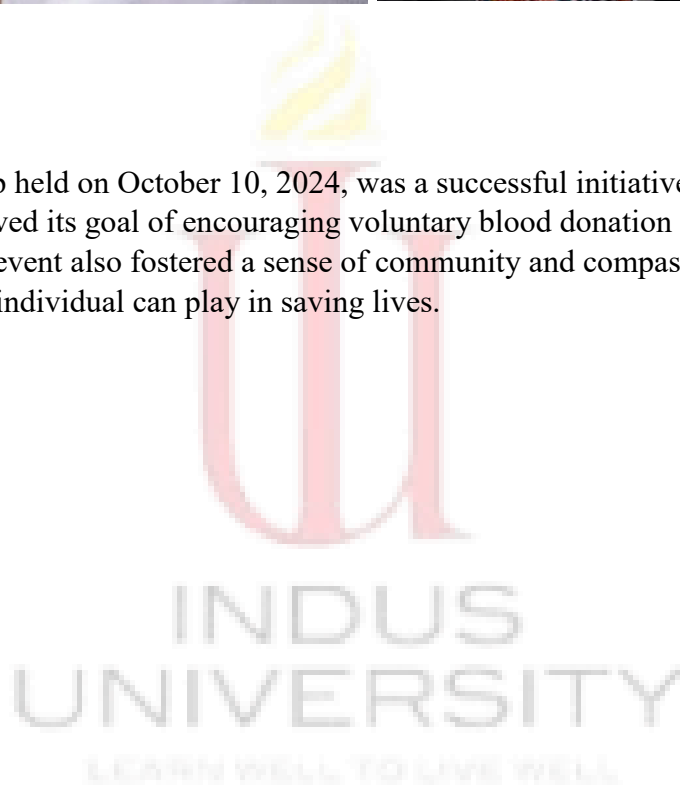 p held on October 10, 2024, was a successful initiative
ved its goal of encouraging voluntary blood donation
event also fostered a sense of community and compas
individual can play in saving lives.
INDUS
UNIVERSITY
LEARN WELL TO LIVE WELL